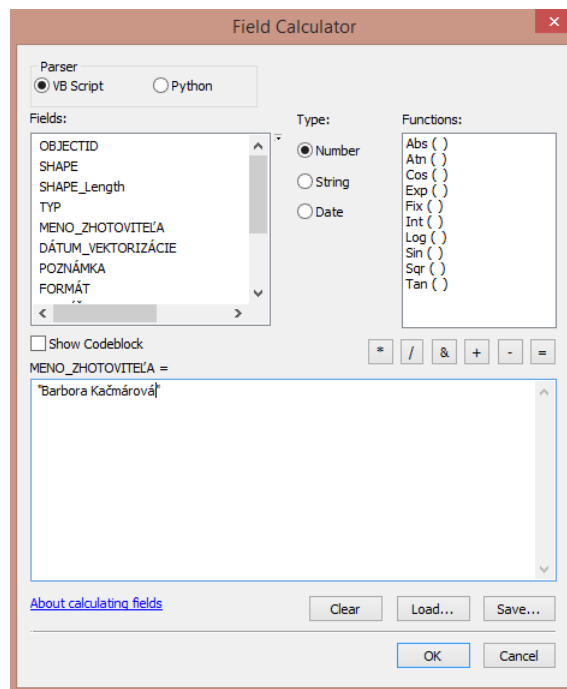 Field Calculator
Parser
VB Script Python
Fields: Type: Functions:
OBJECTID
SHAPE
SHAPE_Length
TYP
MENO_ZHOTOVITEĽA
DÁTUM_VEKTORIZÁCIE
POZNÁMKA
FORMÁT
Number
String
Date
Abs ( )
Atn ( )
Cos ( )
Exp ( )
Fix ( )
Int ( )
Log ( )
Sin ( )
Sqr ( )
Tan ( )
Show Codeblock
* / & + - =
MENO_ZHOTOVITEĽA =
"Barbora Kačmárová"
About calculating fields
Clear Load... Save...
OK Cancel